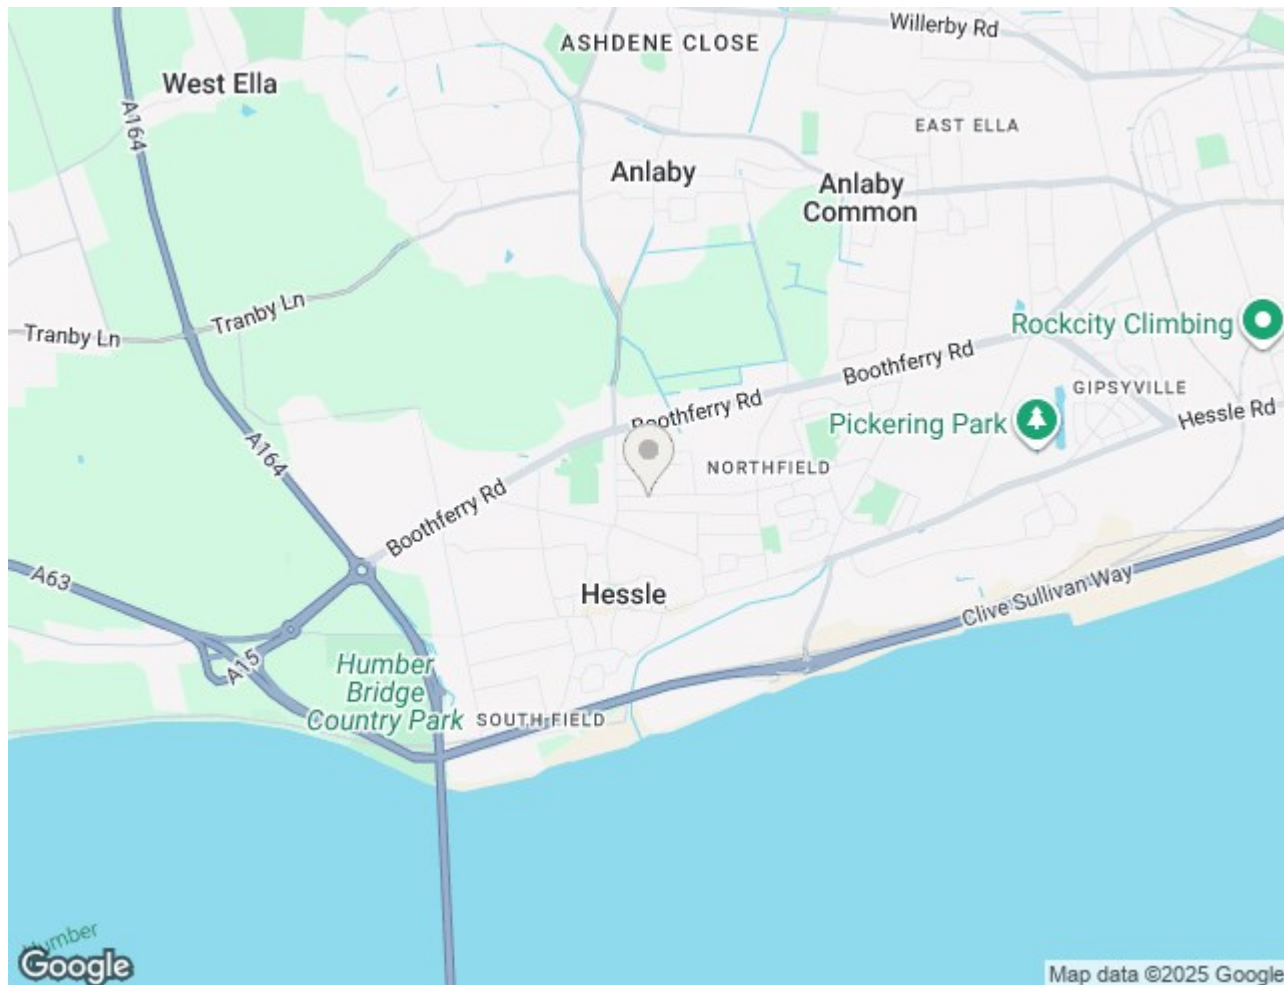 Willerby Rd
ASHDENE CLOSE
West Ella
A164
EAST ELLA
Anlaby
Anlaby
Common
Tranby Ln
Tranby Ln
Rockcity Climbing
Boothferry Rd
GIPSYVILLE
Boothferry Rd
Pickering Park
Hessle Rd
A164
NORTHFIELD
Boothferry Rd
A63
Hessle
Clive Sullivan Way
A15
Humber
Bridge
Country Park
SOUTH FIELD
Humber
Google
Map data ©2025 Google